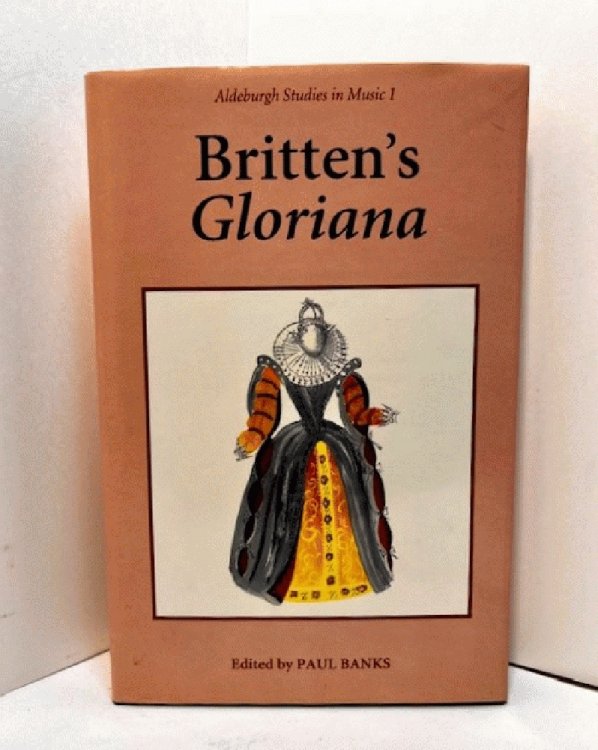 Aldeburgh Studies in Music 1
Britten's
Gloriana
Edited by PAUL BANKS